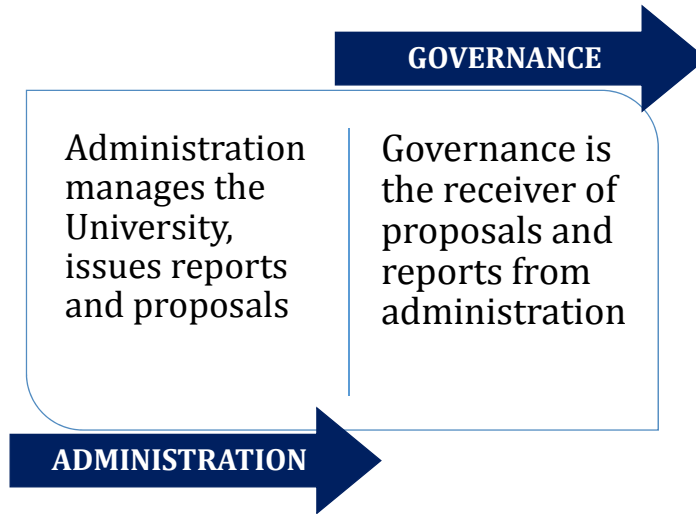 GOVERNANCE
Administration
manages the
University,
issues reports
and proposals
Governance is
the receiver of
proposals and
reports from
administration
ADMINISTRATION